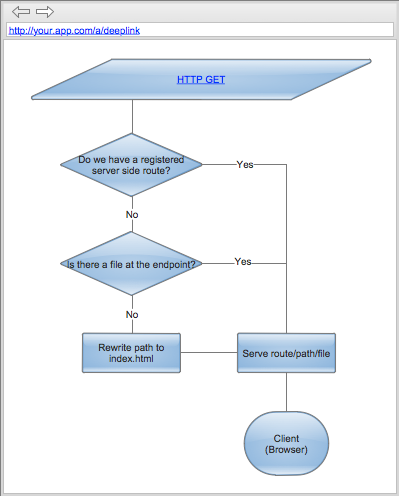 http://your.app.com/a/deeplink
HTTP GET
Do we have a registered
server side route?
Yes
No
Is there a file at the endpoint?
Yes
No
Rewrite path to
index.html
Serve route/path/file
Client
(Browser)